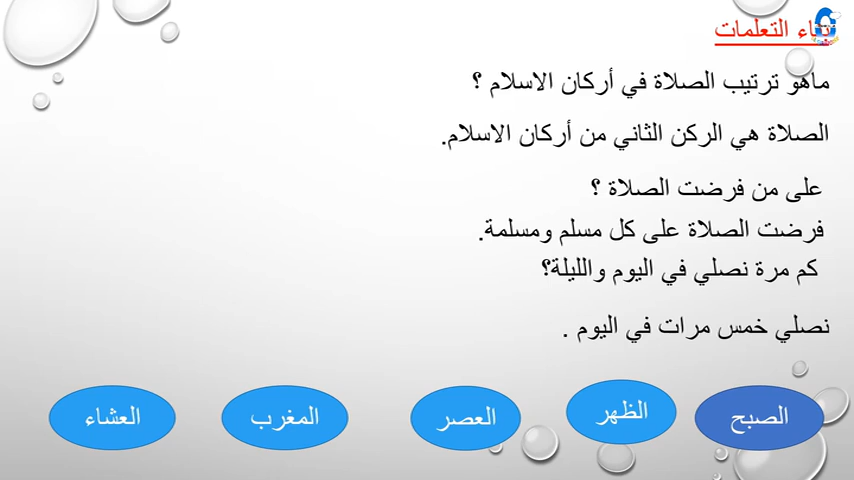 التعلمات
ماهو ترتيب الصلاة في أركان الاسلام ؟
الصلاة هي الركن الثاني من أركان الاسلام.
على من فرضت الصلاة ؟
فرضت الصلاة على كل مسلم ومسلمة.
كم مرة نصلي في اليوم والليلة؟
نصلي خمس مرات في اليوم .
الصبح
الظهر
العصر
المغرب
العشاء